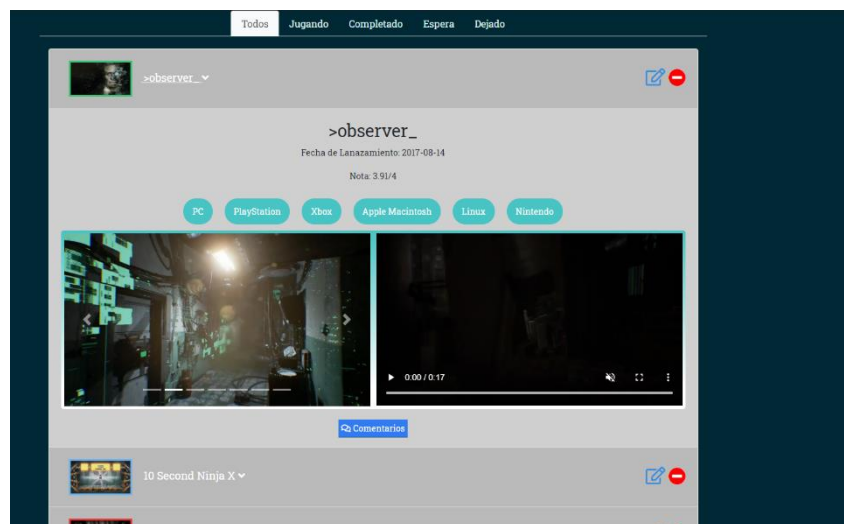 Todos Jugando Completado Espera Dejado
>observer_
>observer_
Fecha de Lanazamiento: 2017-08-14
Nota: 3.91/4
PC PlayStation Xbox Apple Macintosh Linux Nintendo
0:00 / 0:17
Comentarios
10 Second Ninja X